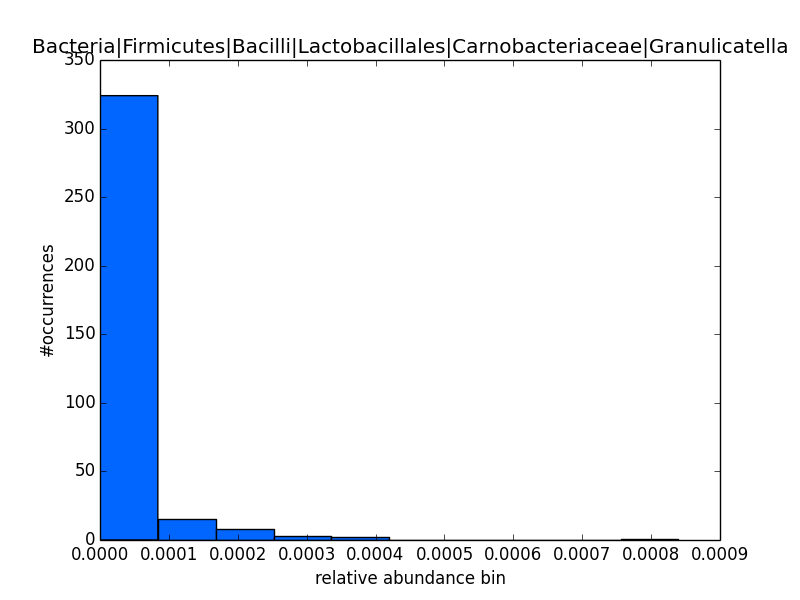 Bacteria|Firmicutes|Bacilli|Lactobacillales|Carnobacteriaceae|Granulicatella
350
300
250
200
150
100
50
0
#occurrences
0.0000 0.0001 0.0002 0.0003 0.0004 0.0005 0.0006 0.0007 0.0008 0.0009
relative abundance bin